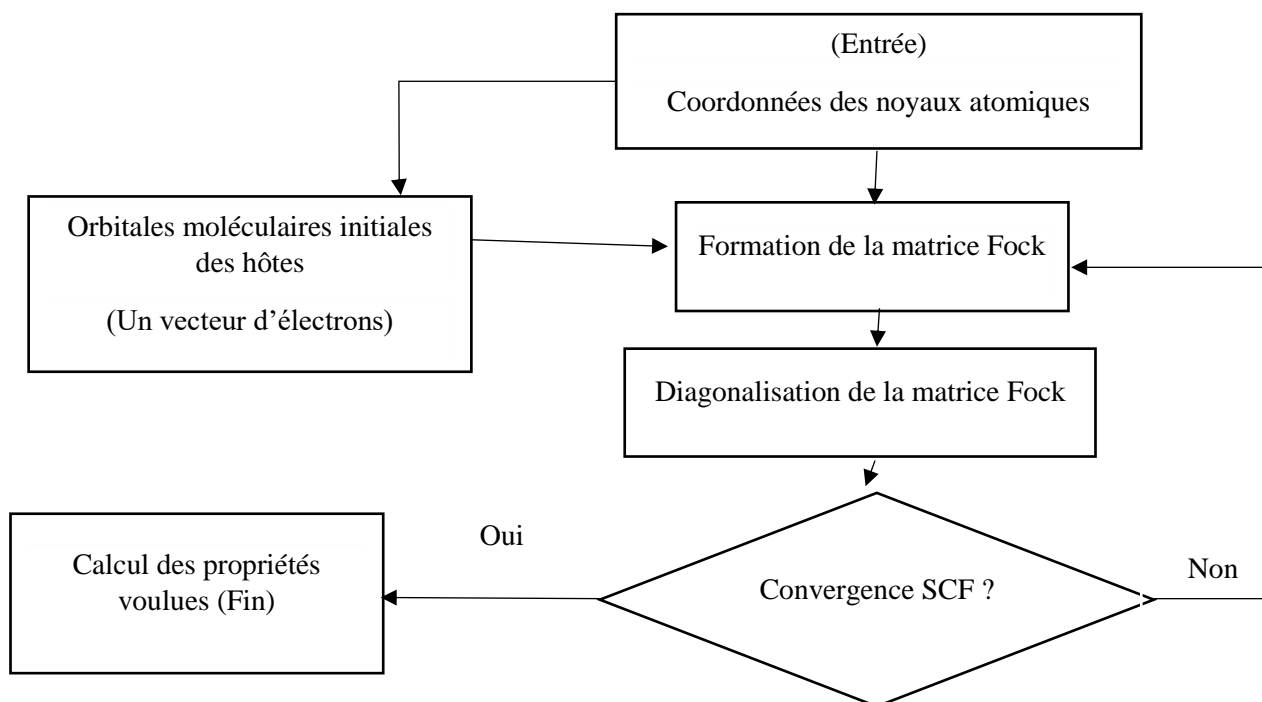 (Entrée)
Coordonnées des noyaux atomiques
Orbitales moléculaires initiales
des hôtes
(Un vecteur d’électrons)
Formation de la matrice Fock
Diagonalisation de la matrice Fock
Convergence SCF ?
Oui
Non
Calcul des propriétés
voulues (Fin)